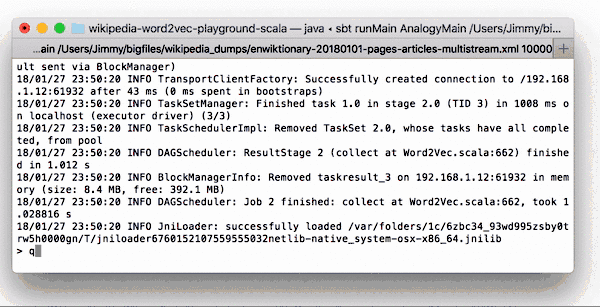 wikipedia-word2vec-playground-scala — java ◂ sbt runMain AnalogyMain /Users/Jimmy/bi...
...ain /Users/Jimmy/bigfiles/wikipedia_dumps/enwiktionary-20180101-pages-articles-multistream.xml 10000 +
ult sent via BlockManager)
18/01/27 23:50:20 INFO TransportClientFactory: Successfully created connection to /192.168
.1.12:61932 after 43 ms (0 ms spent in bootstraps)
18/01/27 23:50:20 INFO TaskSetManager: Finished task 1.0 in stage 2.0 (TID 3) in 1008 ms o
n localhost (executor driver) (3/3)
18/01/27 23:50:20 INFO TaskSchedulerImpl: Removed TaskSet 2.0, whose tasks have all comple
ted, from pool
18/01/27 23:50:20 INFO DAGScheduler: ResultStage 2 (collect at Word2Vec.scala:662) finishe
d in 1.012 s
18/01/27 23:50:20 INFO BlockManagerInfo: Removed taskresult_3 on 192.168.1.12:61932 in mem
ory (size: 8.4 MB, free: 392.1 MB)
18/01/27 23:50:20 INFO DAGScheduler: Job 2 finished: collect at Word2Vec.scala:662, took 1
.028816 s
18/01/27 23:50:20 INFO JniLoader: successfully loaded /var/folders/1c/6zbc34_93wd995zsby0t
rw5h0000gn/T/jniloader6760152107559555032netlib-native_system-osx-x86_64.jnilib
> q